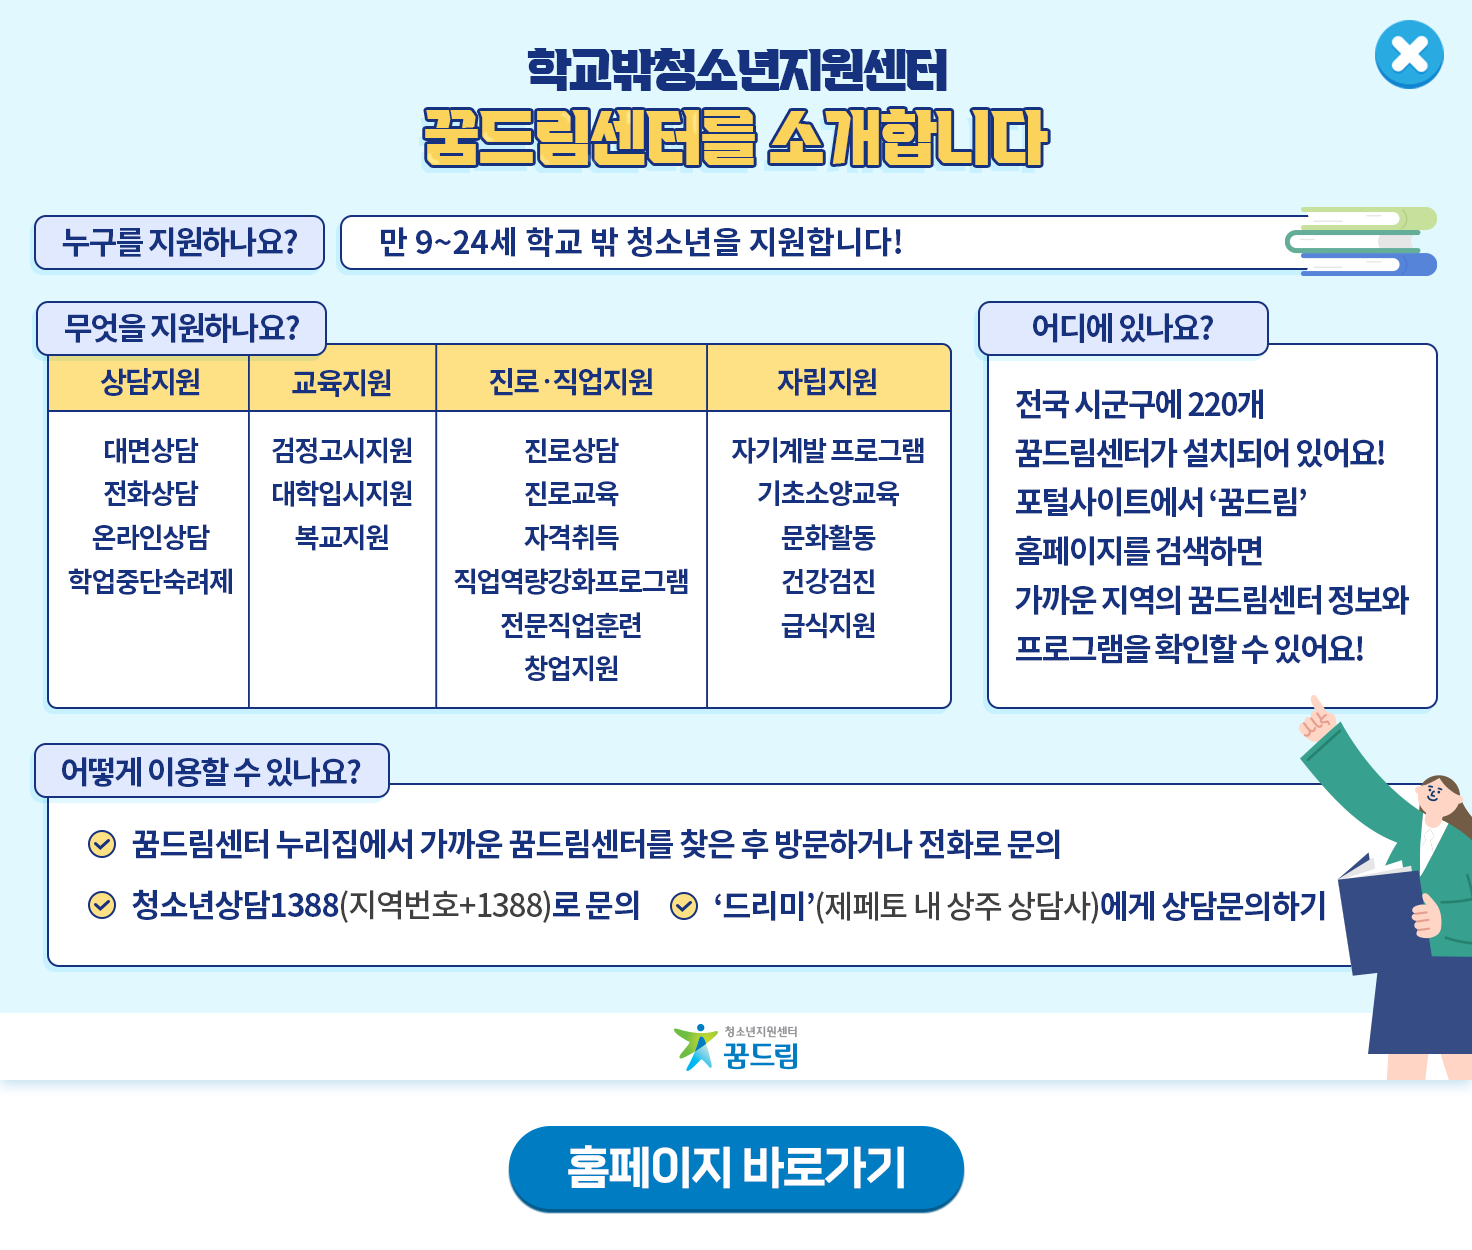 학교밖청소년지원센터
꿈드림센터를 소개합니다
누구를 지원하나요?
만 9~24세 학교 밖 청소년을 지원합니다!
무엇을 지원하나요?
상담지원
대면상담
전화상담
온라인상담
학업중단숙려제
교육지원
검정고시지원
대학입시지원
복교지원
진로·직업지원
진로상담
진로교육
자격취득
직업역량강화프로그램
전문직업훈련
창업지원
자립지원
자기계발 프로그램
기초소양교육
문화활동
건강검진
급식지원
어디에 있나요?
전국 시군구에 220개
꿈드림센터가 설치되어 있어요!
포털사이트에서 ‘꿈드림’
홈페이지를 검색하면
가까운 지역의 꿈드림센터 정보와
프로그램을 확인할 수 있어요!
어떻게 이용할 수 있나요?
꿈드림센터 누리집에서 가까운 꿈드림센터를 찾은 후 방문하거나 전화로 문의
청소년상담1388(지역번호+1388)로 문의
‘드리미’(제페토 내 상주 상담사)에게 상담문의하기
청소년지원센터
꿈드림
홈페이지 바로가기